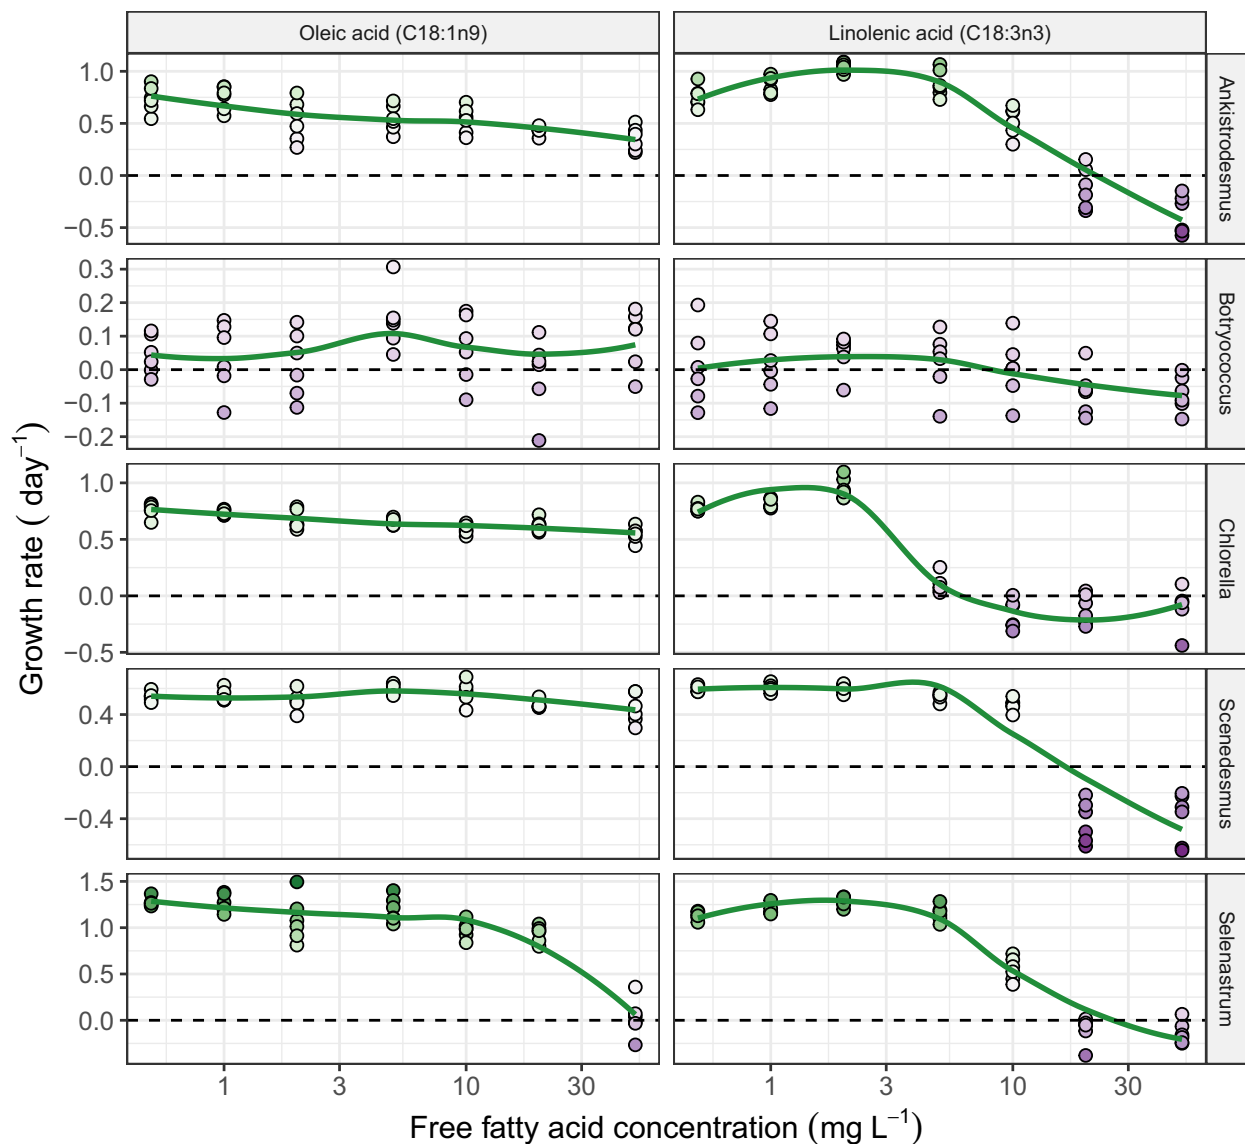 Oleic acid (C18:1n9) Linolenic acid (C18:3n3)
1.0
0.5
0.0
−0.5
Ankistrodesmus
0.3
0.2
0.1
0.0
−0.1
−0.2
Botryococcus
1.0
0.5
0.0
−0.5
Chlorella
0.4
0.0
−0.4
Scenedesmus
1.5
1.0
0.5
0.0
Selenastrum
Growth rate ( day⁻¹)
1 3 10 30 1 3 10 30
Free fatty acid concentration (mg L⁻¹)